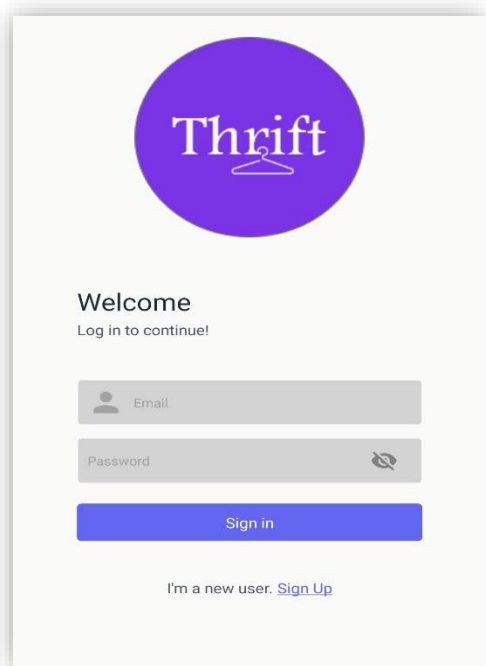 Thrift
Welcome
Log in to continue!
Email
Password
Sign in
I'm a new user. Sign Up